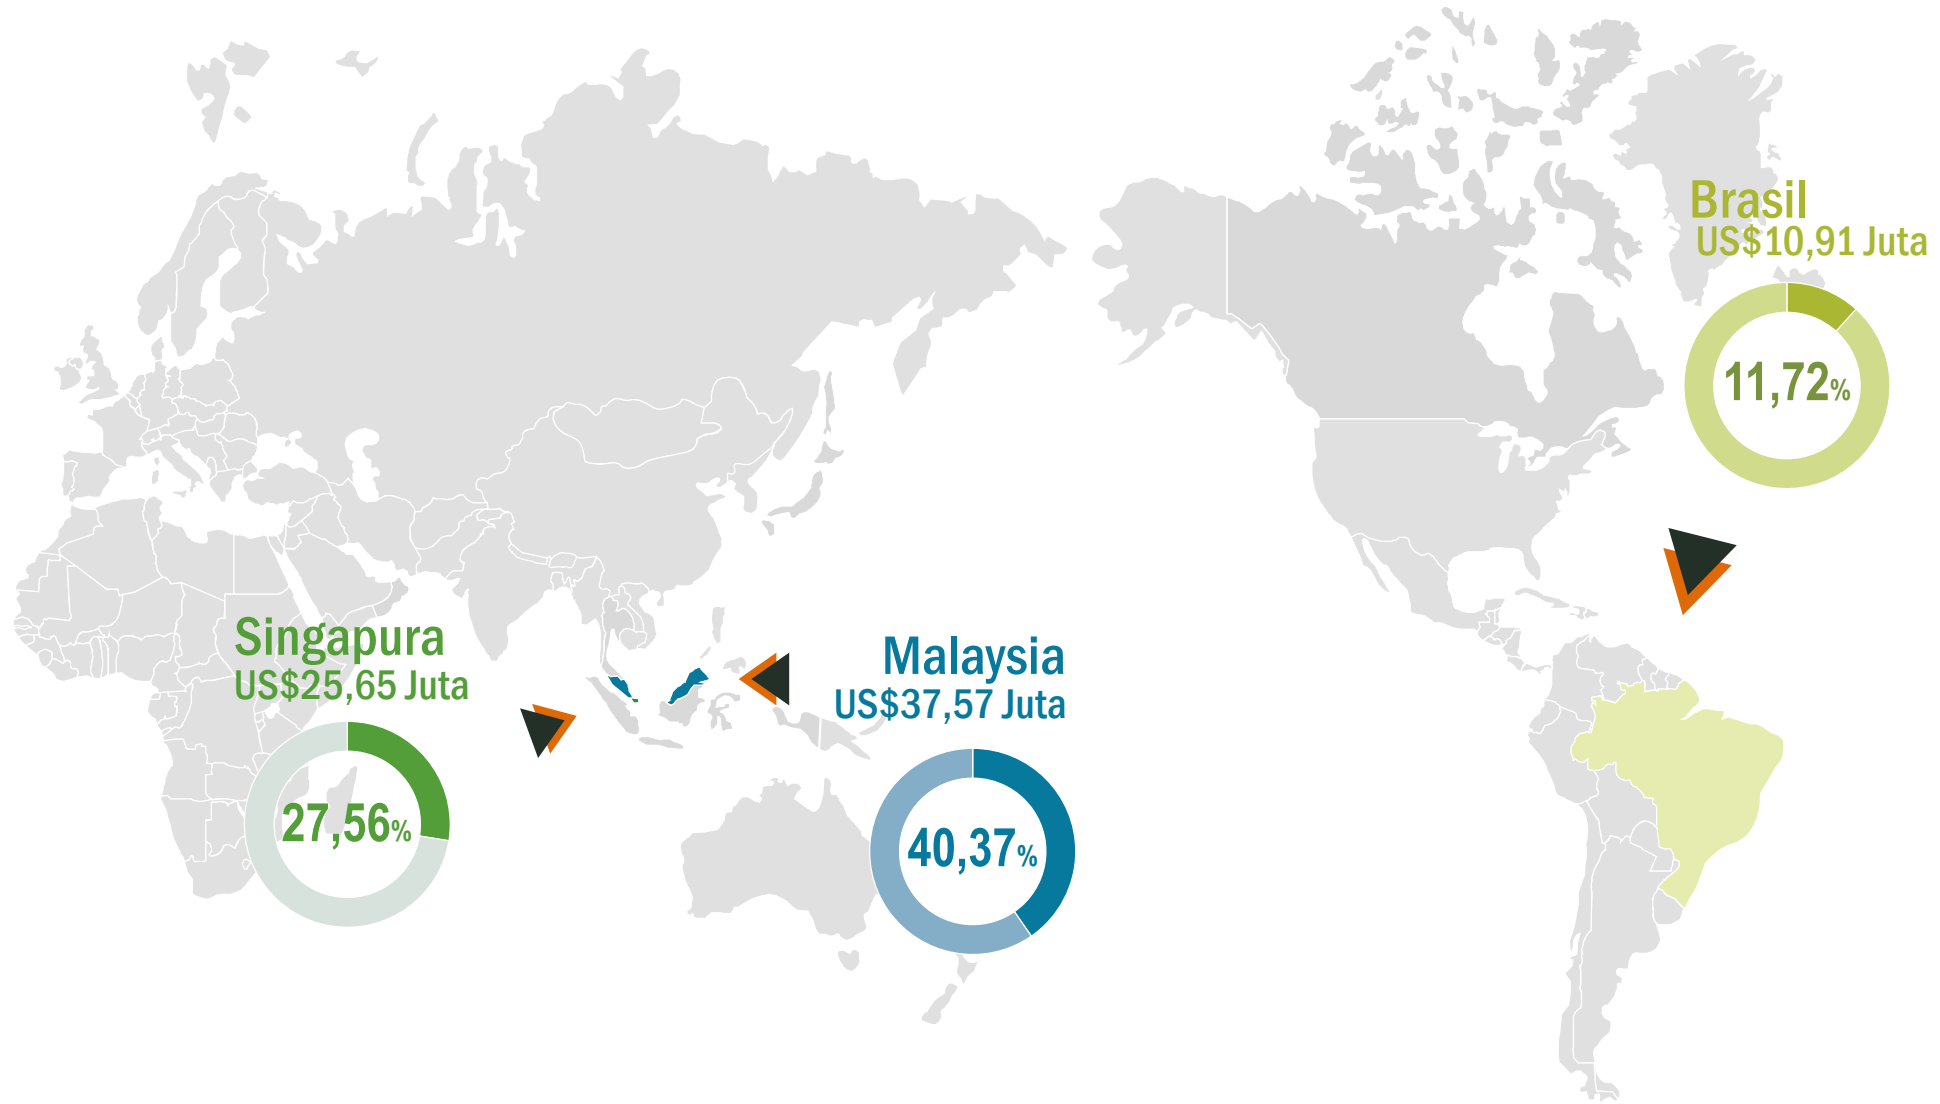 Brasil
US$10,91 Juta
11,72%
Singapura
US$25,65 Juta
27,56%
Malaysia
US$37,57 Juta
40,37%